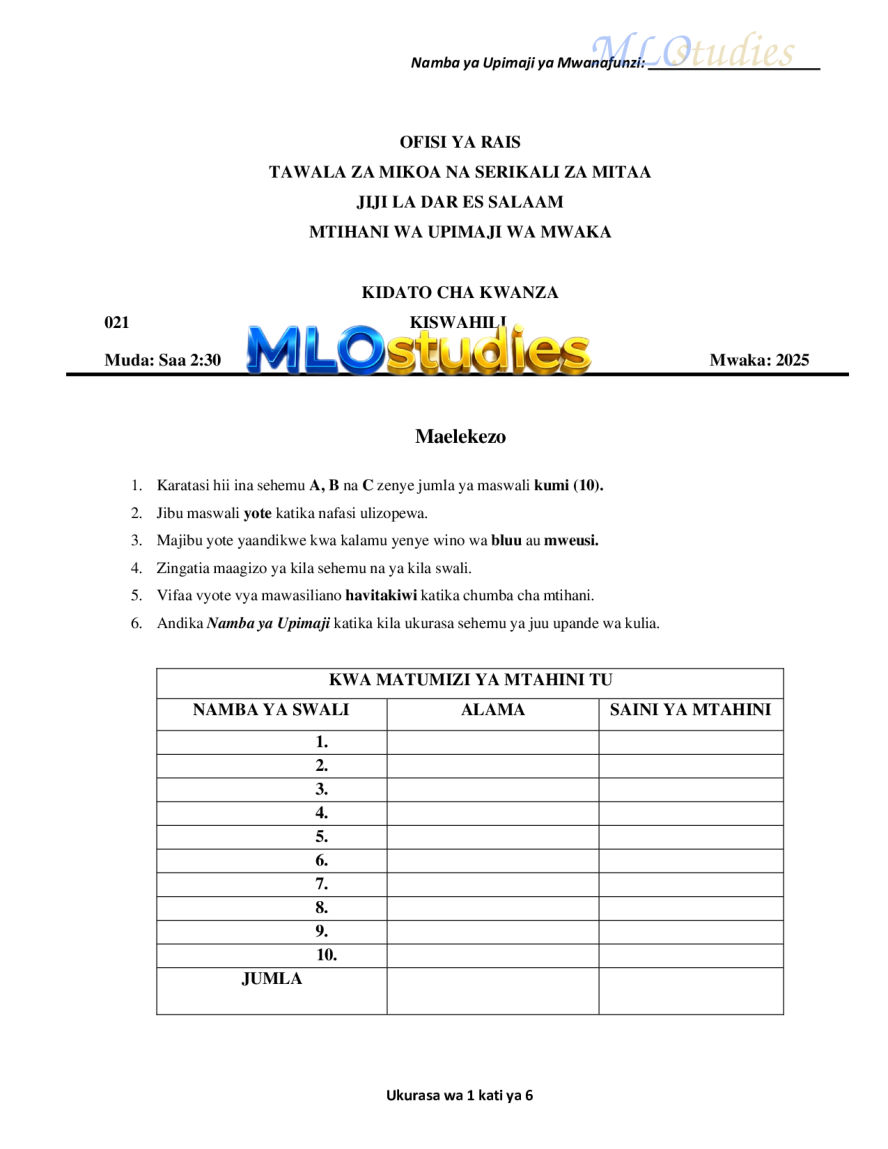 MLOstudies
Namba ya Upimaji ya Mwanafunzi:
OFISI YA RAIS
TAWALA ZA MIKOA NA SERIKALI ZA MITAA
JIJI LA DAR ES SALAAM
MTIHANI WA UPIMAJI WA MWAKA
KIDATO CHA KWANZA
021 KISWAHILI
Muda: Saa 2:30 MLOstudies Mwaka: 2025
Maelekezo
1. Karatasi hii ina sehemu A, B na C zenye jumla ya maswali kumi (10).
2. Jibu maswali yote katika nafasi ulizopewa.
3. Majibu yote yaandikwe kwa kalamu yenye wino wa bluu au mweusi.
4. Zingatia maagizo ya kila sehemu na ya kila swali.
5. Vifaa vyote vya mawasiliano havitakiwi katika chumba cha mtihani.
6. Andika Namba ya Upimaji katika kila ukurasa sehemu ya juu upande wa kulia.
KWA MATUMIZI YA MTAHINI TU
NAMBA YA SWALI ALAMA SAINI YA MTAHINI
1.
2.
3.
4.
5.
6.
7.
8.
9.
10.
JUMLA
Ukurasa wa 1 kati ya 6